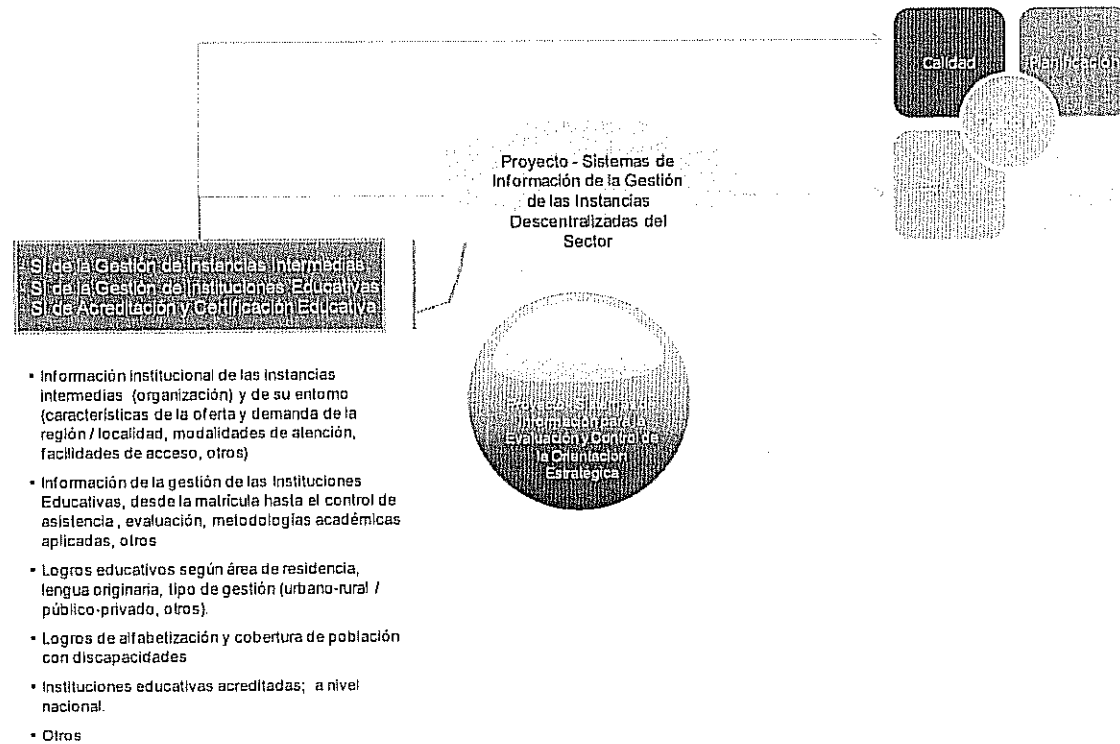 Calidad
Planificación
Proyecto - Sistemas de
Información de la Gestión
de las Instancias
Descentralizadas del
Sector
SI de la Gestión de Instancias Intermedias
SI de la Gestión de Instituciones Educativas
SI de Acreditación y Certificación Educativa
Proyecto -
Información para la
Evaluación y Control de
la Orientación
Estratégica
▪ Información Institucional de las instancias
intermedias (organización) y de su entorno
(características de la oferta y demanda de la
región / localidad, modalidades de atención,
facilidades de acceso, otros)
▪ Información de la gestión de las Instituciones
Educativas, desde la matrícula hasta el control de
asistencia , evaluación, metodologías académicas
aplicadas, otros
▪ Logros educativos según área de residencia,
lengua originaria, tipo de gestión (urbano-rural /
público-privado, otros).
▪ Logros de alfabetización y cobertura de población
con discapacidades
▪ Instituciones educativas acreditadas; a nivel
nacional.
▪ Otros